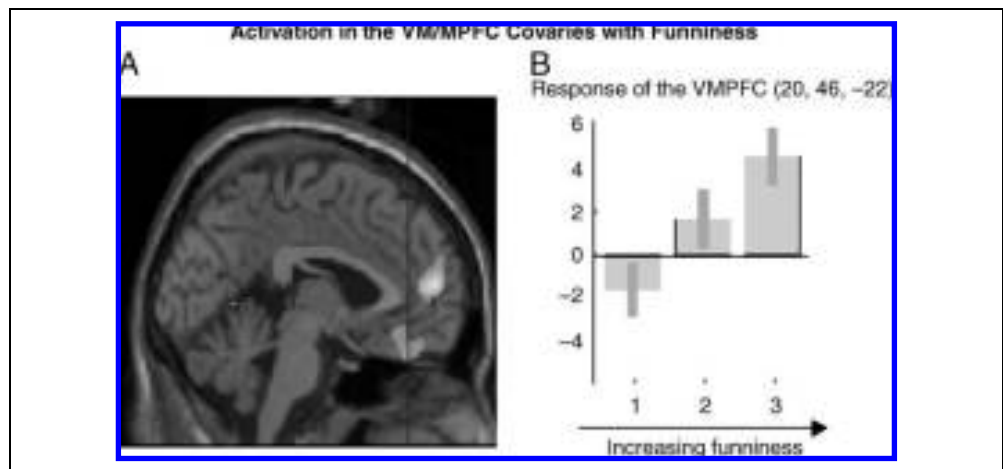 Activation in the VM/MPFC Covaries with Funniness
A
B
Response of the VMPFC (20, 46, –22)
6
4
2
0
–2
–4
1
2
3
Increasing funniness